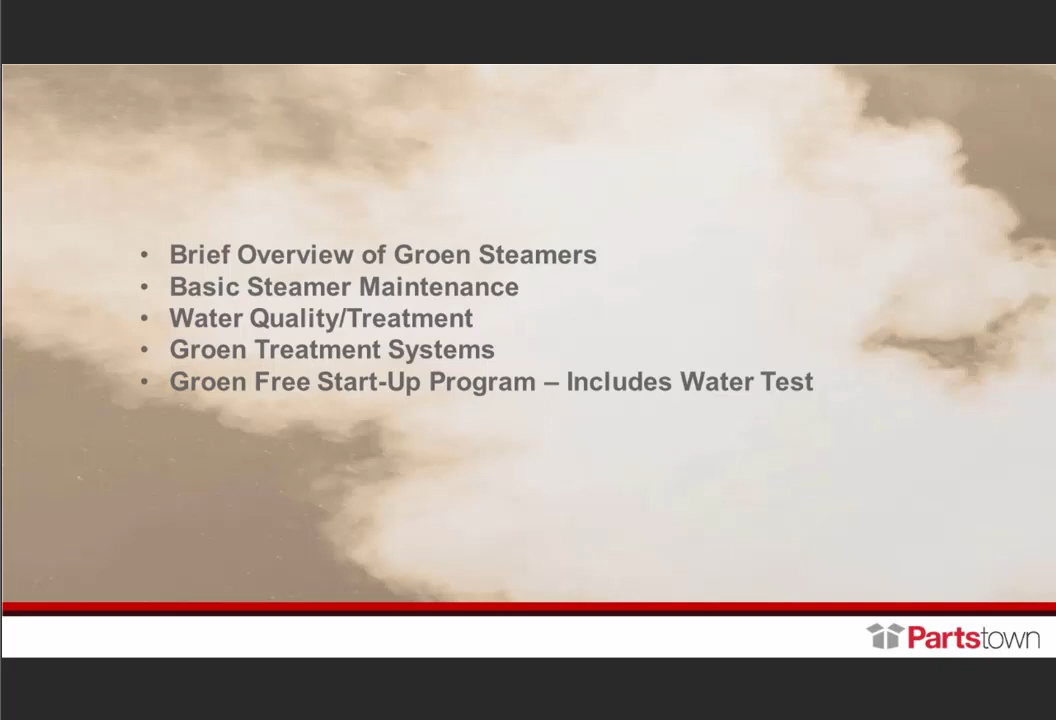 • Brief Overview of Groen Steamers
• Basic Steamer Maintenance
• Water Quality/Treatment
• Groen Treatment Systems
• Groen Free Start-Up Program – Includes Water Test
Partstown